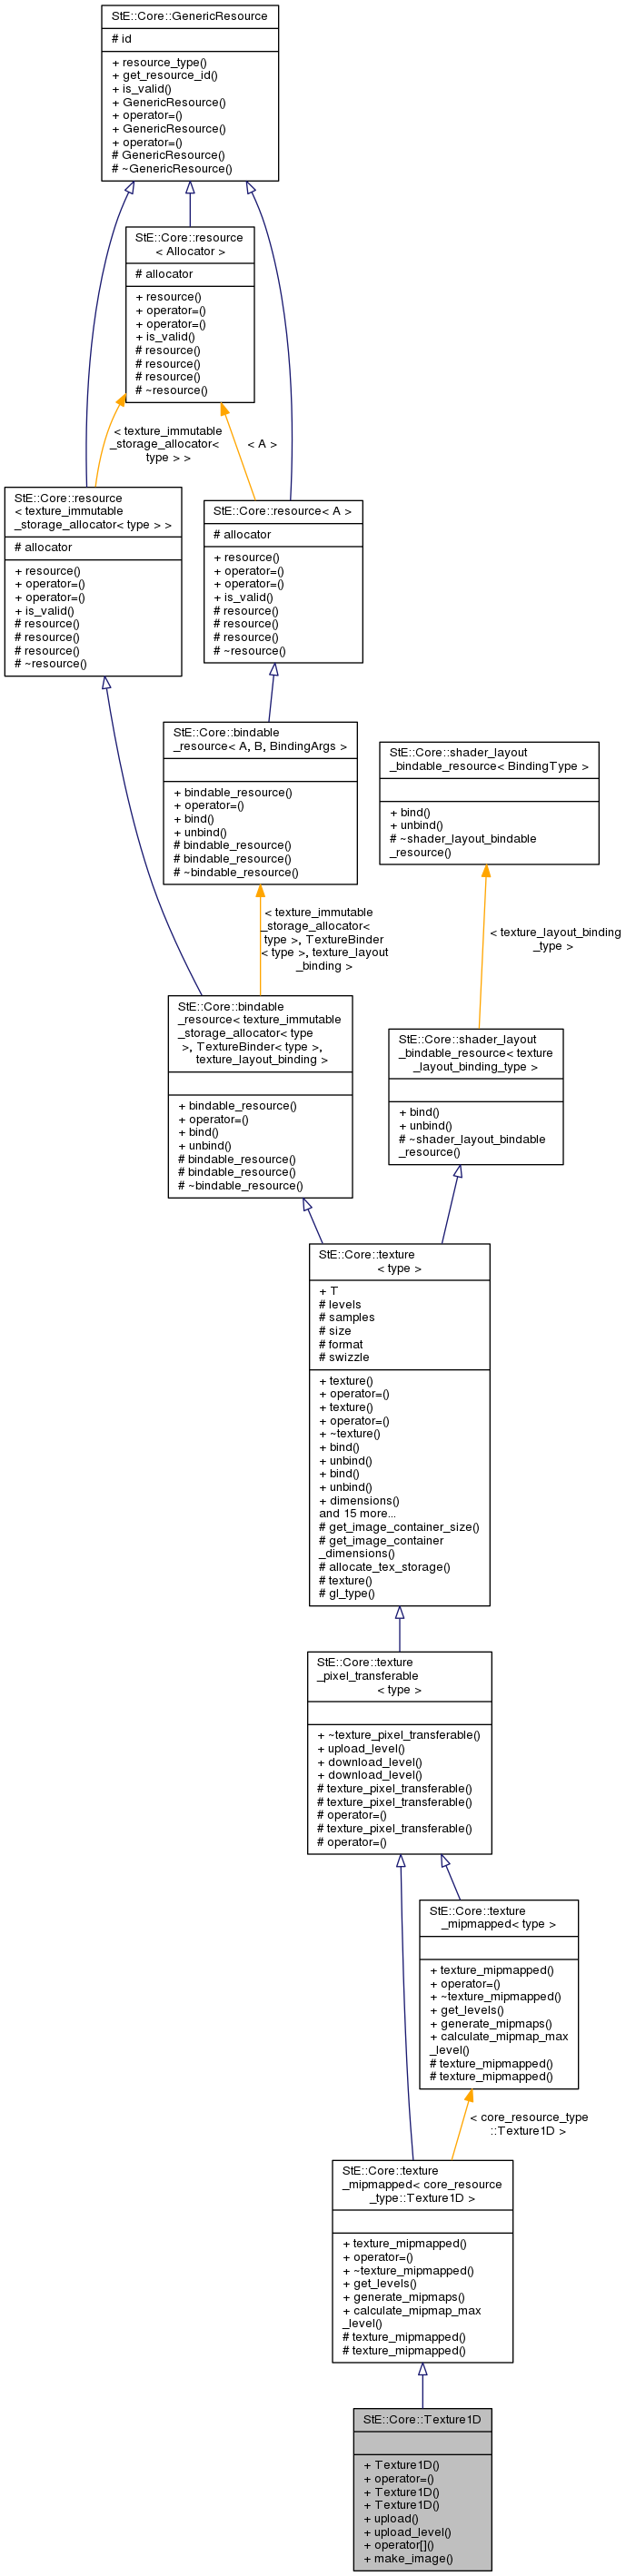 StE::Core::GenericResource
# id
+ resource_type()
+ get_resource_id()
+ is_valid()
+ GenericResource()
+ operator=()
+ GenericResource()
+ operator=()
# GenericResource()
# ~GenericResource()
StE::Core::resource
< Allocator >
# allocator
+ resource()
+ operator=()
+ operator=()
+ is_valid()
# resource()
# resource()
# resource()
# ~resource()
< texture_immutable
_storage_allocator<
type > >
< A >
StE::Core::resource
< texture_immutable
_storage_allocator< type > >
# allocator
+ resource()
+ operator=()
+ operator=()
+ is_valid()
# resource()
# resource()
# resource()
# ~resource()
StE::Core::resource< A >
# allocator
+ resource()
+ operator=()
+ operator=()
+ is_valid()
# resource()
# resource()
# resource()
# ~resource()
StE::Core::bindable
_resource< A, B, BindingArgs >
+ bindable_resource()
+ operator=()
+ bind()
+ unbind()
# bindable_resource()
# bindable_resource()
# ~bindable_resource()
StE::Core::shader_layout
_bindable_resource< BindingType >
+ bind()
+ unbind()
# ~shader_layout_bindable
_resource()
< texture_immutable
_storage_allocator<
type >, TextureBinder
< type >, texture_layout
_binding >
< texture_layout_binding
_type >
StE::Core::bindable
_resource< texture_immutable
_storage_allocator< type
>, TextureBinder< type >,
texture_layout_binding >
+ bindable_resource()
+ operator=()
+ bind()
+ unbind()
# bindable_resource()
# bindable_resource()
# ~bindable_resource()
StE::Core::shader_layout
_bindable_resource< texture
_layout_binding_type >
+ bind()
+ unbind()
# ~shader_layout_bindable
_resource()
StE::Core::texture
< type >
+ T
# levels
# samples
# size
# format
# swizzle
+ texture()
+ operator=()
+ texture()
+ operator=()
+ ~texture()
+ bind()
+ unbind()
+ bind()
+ unbind()
+ dimensions()
and 15 more...
# get_image_container_size()
# get_image_container
_dimensions()
# allocate_tex_storage()
# texture()
# gl_type()
StE::Core::texture
_pixel_transferable
< type >
+ ~texture_pixel_transferable()
+ upload_level()
+ download_level()
+ download_level()
# texture_pixel_transferable()
# texture_pixel_transferable()
# operator=()
# texture_pixel_transferable()
# operator=()
StE::Core::texture
_mipmapped< type >
+ texture_mipmapped()
+ operator=()
+ ~texture_mipmapped()
+ get_levels()
+ generate_mipmaps()
+ calculate_mipmap_max
_level()
# texture_mipmapped()
# texture_mipmapped()
< core_resource_type
::Texture1D >
StE::Core::texture
_mipmapped< core_resource
_type::Texture1D >
+ texture_mipmapped()
+ operator=()
+ ~texture_mipmapped()
+ get_levels()
+ generate_mipmaps()
+ calculate_mipmap_max
_level()
# texture_mipmapped()
# texture_mipmapped()
StE::Core::Texture1D
+ Texture1D()
+ operator=()
+ Texture1D()
+ Texture1D()
+ upload()
+ upload_level()
+ operator[]()
+ make_image()